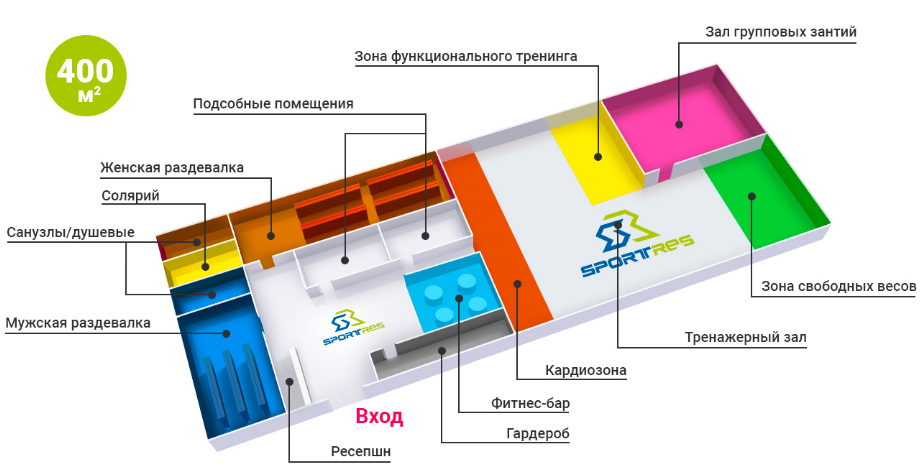 400
м²
Зал групповых зантий
Зона функционального тренинга
Подсобные помещения
Женская раздевалка
Солярий
Санузлы/душевые
Мужская раздевалка
SPORTRES
SPORTRES
Зона свободных весов
Тренажерный зал
Кардиозона
Фитнес-бар
Вход
Гардероб
Ресепшн